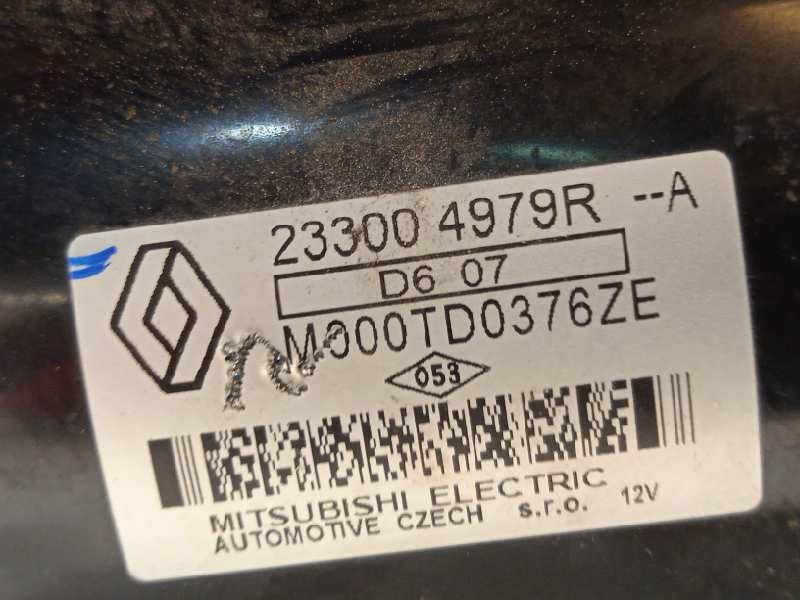 23300 4979R --A
D6 07
M000TD0376ZE
053
MITSUBISHI ELECTRIC
AUTOMOTIVE CZECH s.r.o. 12V